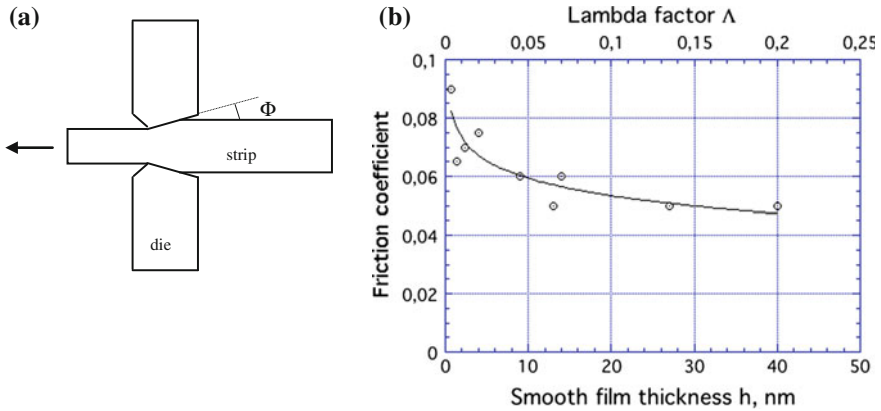 (a)
Φ
strip
die
(b)
Lambda factor Λ
0 0,05 0,1 0,15 0,2 0,25
0,1
0,08
0,06
0,04
0,02
0
Friction coefficient
0 10 20 30 40 50
Smooth film thickness h, nm